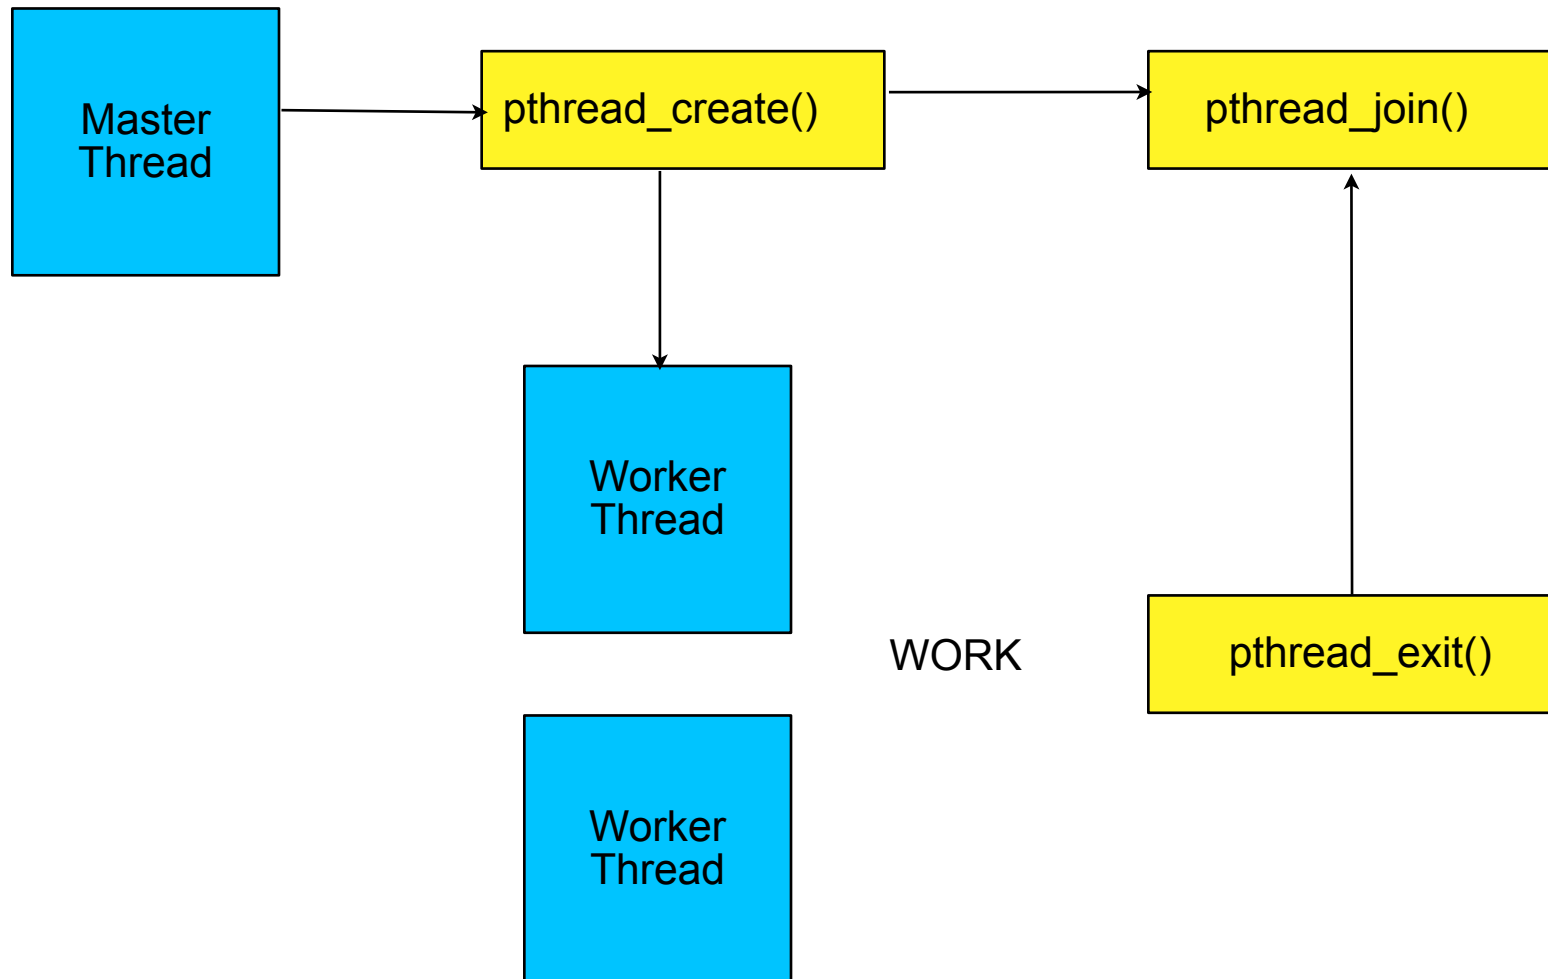 Master
Thread
pthread_create()
pthread_join()
Worker
Thread
WORK
pthread_exit()
Worker
Thread